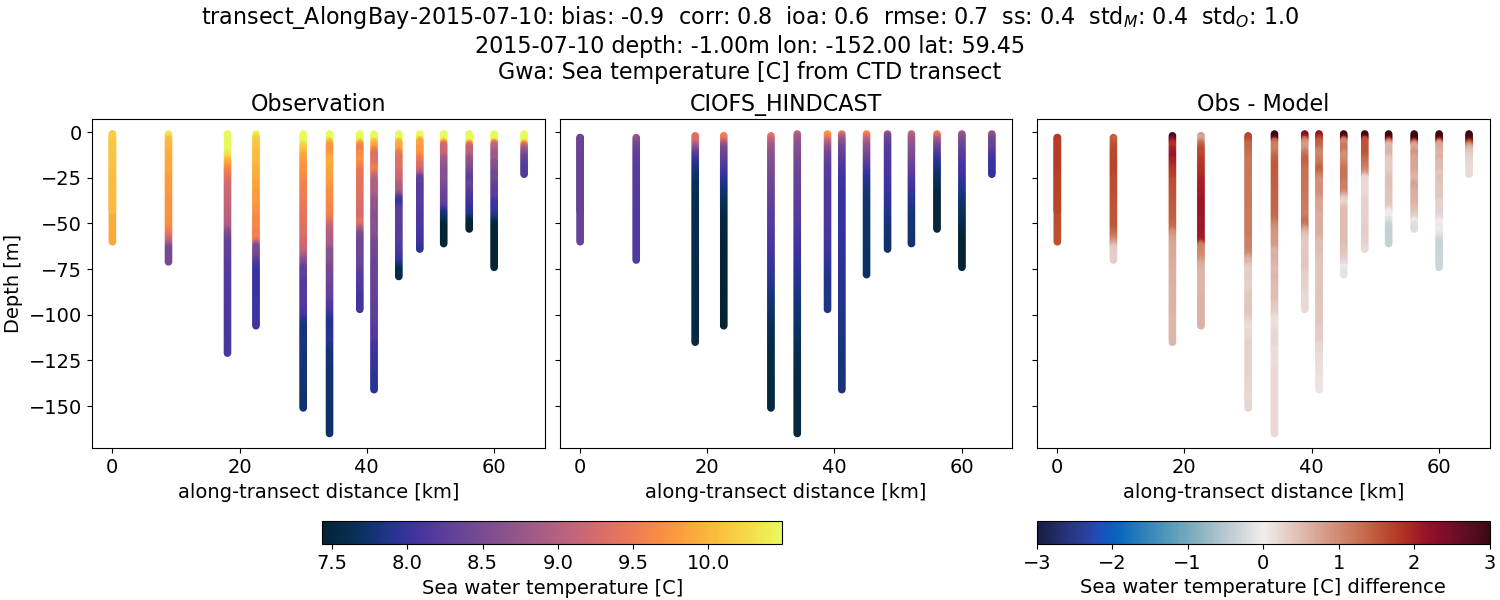 transect_AlongBay-2015-07-10: bias: -0.9  corr: 0.8  ioa: 0.6  rmse: 0.7  ss: 0.4  std_M: 0.4  std_O: 1.0
2015-07-10 depth: -1.00m lon: -152.00 lat: 59.45
Gwa: Sea temperature [C] from CTD transect
Observation
CIOFS_HINDCAST
Obs - Model
Depth [m]
0
−25
−50
−75
−100
−125
−150
0 20 40 60
0 20 40 60
0 20 40 60
along-transect distance [km]
along-transect distance [km]
along-transect distance [km]
7.5 8.0 8.5 9.0 9.5 10.0
Sea water temperature [C]
−3 −2 −1 0 1 2 3
Sea water temperature [C] difference